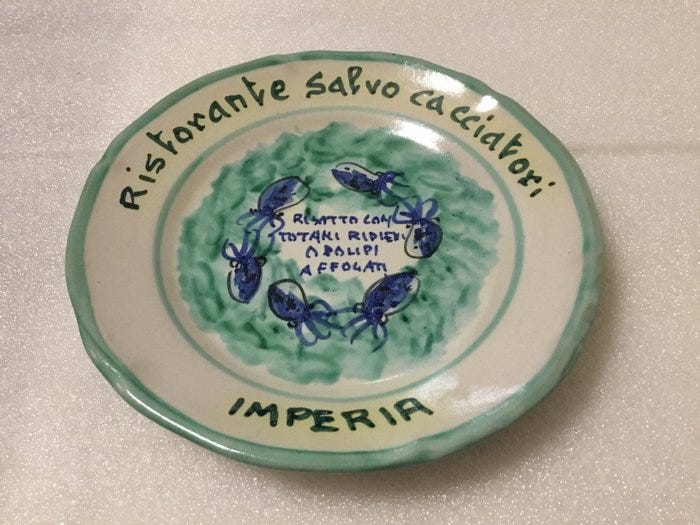 Ristorante Salvo cacciatori
RISOTTO CON
TOTANI RIPIENI
O POLIPI
AFFOGATI
IMPERIA